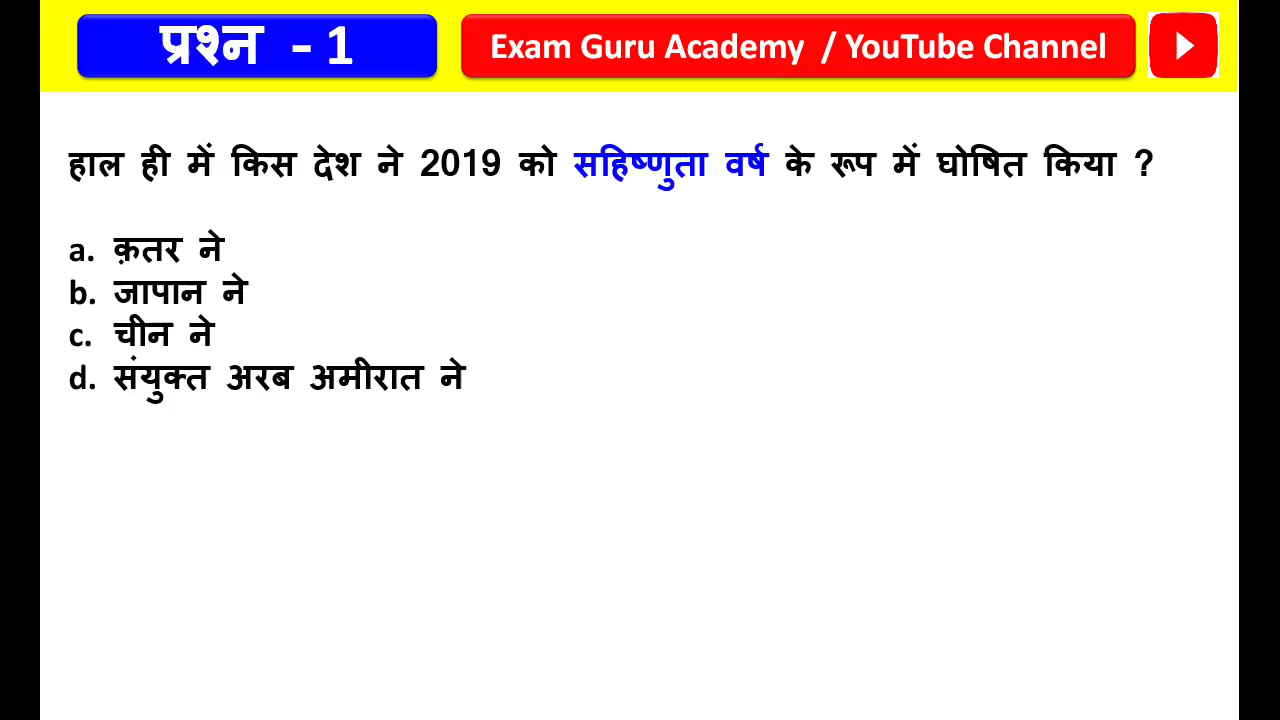 प्रश्न - 1
Exam Guru Academy / YouTube Channel
हाल ही में किस देश ने 2019 को सहिष्णुता वर्ष के रूप में घोषित किया ?
a. क़तर ने
b. जापान ने
c. चीन ने
d. संयुक्त अरब अमीरात ने